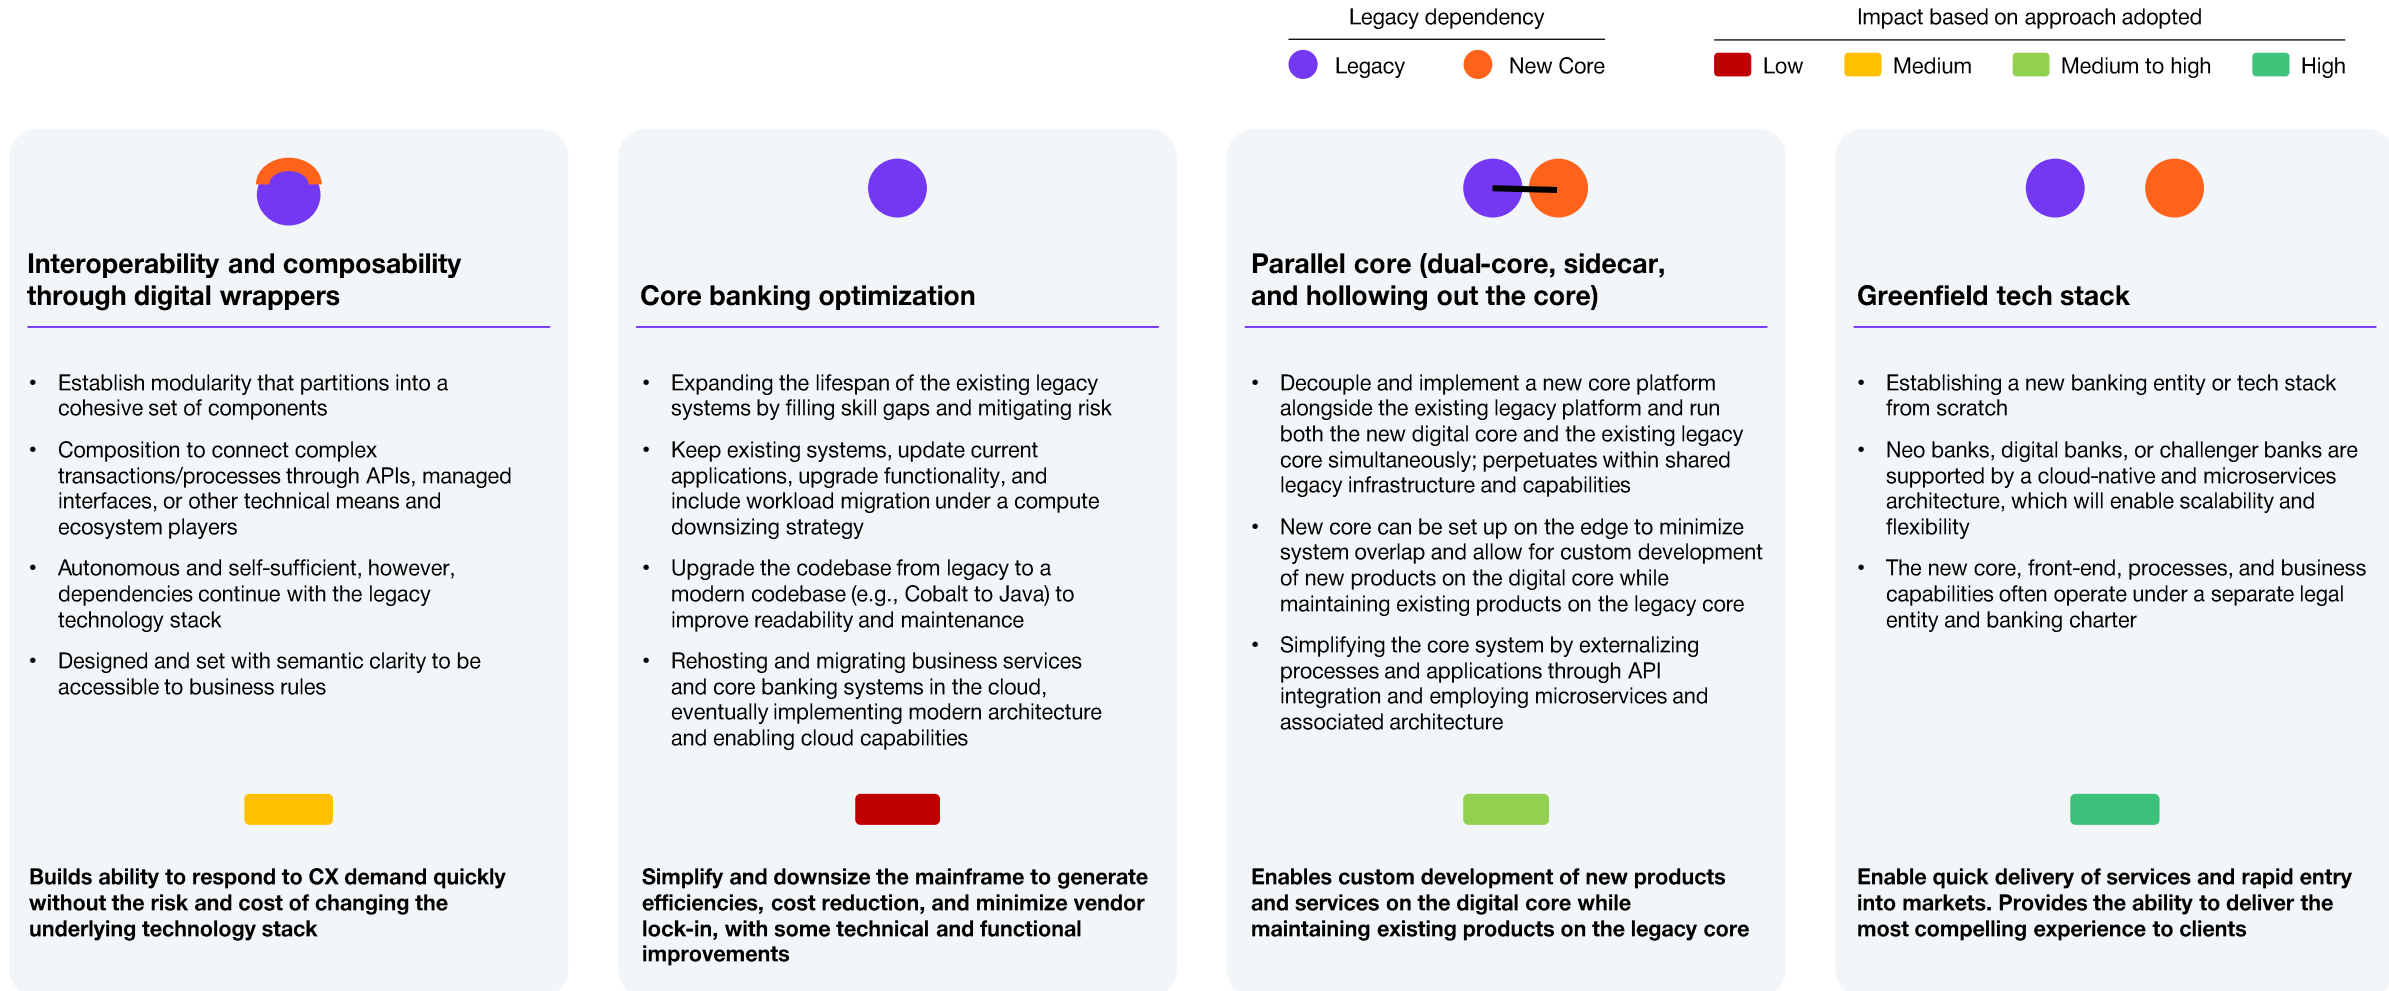 Legacy dependency
Legacy
New Core
Impact based on approach adopted
Low
Medium
Medium to high
High
Interoperability and composability
through digital wrappers
• Establish modularity that partitions into a
cohesive set of components
• Composition to connect complex
transactions/processes through APIs, managed
interfaces, or other technical means and
ecosystem players
• Autonomous and self-sufficient, however,
dependencies continue with the legacy
technology stack
• Designed and set with semantic clarity to be
accessible to business rules
Builds ability to respond to CX demand quickly
without the risk and cost of changing the
underlying technology stack
Core banking optimization
• Expanding the lifespan of the existing legacy
systems by filling skill gaps and mitigating risk
• Keep existing systems, update current
applications, upgrade functionality, and
include workload migration under a compute
downsizing strategy
• Upgrade the codebase from legacy to a
modern codebase (e.g., Cobalt to Java) to
improve readability and maintenance
• Rehosting and migrating business services
and core banking systems in the cloud,
eventually implementing modern architecture
and enabling cloud capabilities
Simplify and downsize the mainframe to generate
efficiencies, cost reduction, and minimize vendor
lock-in, with some technical and functional
improvements
Parallel core (dual-core, sidecar,
and hollowing out the core)
• Decouple and implement a new core platform
alongside the existing legacy platform and run
both the new digital core and the existing legacy
core simultaneously; perpetuates within shared
legacy infrastructure and capabilities
• New core can be set up on the edge to minimize
system overlap and allow for custom development
of new products on the digital core while
maintaining existing products on the legacy core
• Simplifying the core system by externalizing
processes and applications through API
integration and employing microservices and
associated architecture
Enables custom development of new products
and services on the digital core while
maintaining existing products on the legacy core
Greenfield tech stack
• Establishing a new banking entity or tech stack
from scratch
• Neo banks, digital banks, or challenger banks are
supported by a cloud-native and microservices
architecture, which will enable scalability and
flexibility
• The new core, front-end, processes, and business
capabilities often operate under a separate legal
entity and banking charter
Enable quick delivery of services and rapid entry
into markets. Provides the ability to deliver the
most compelling experience to clients